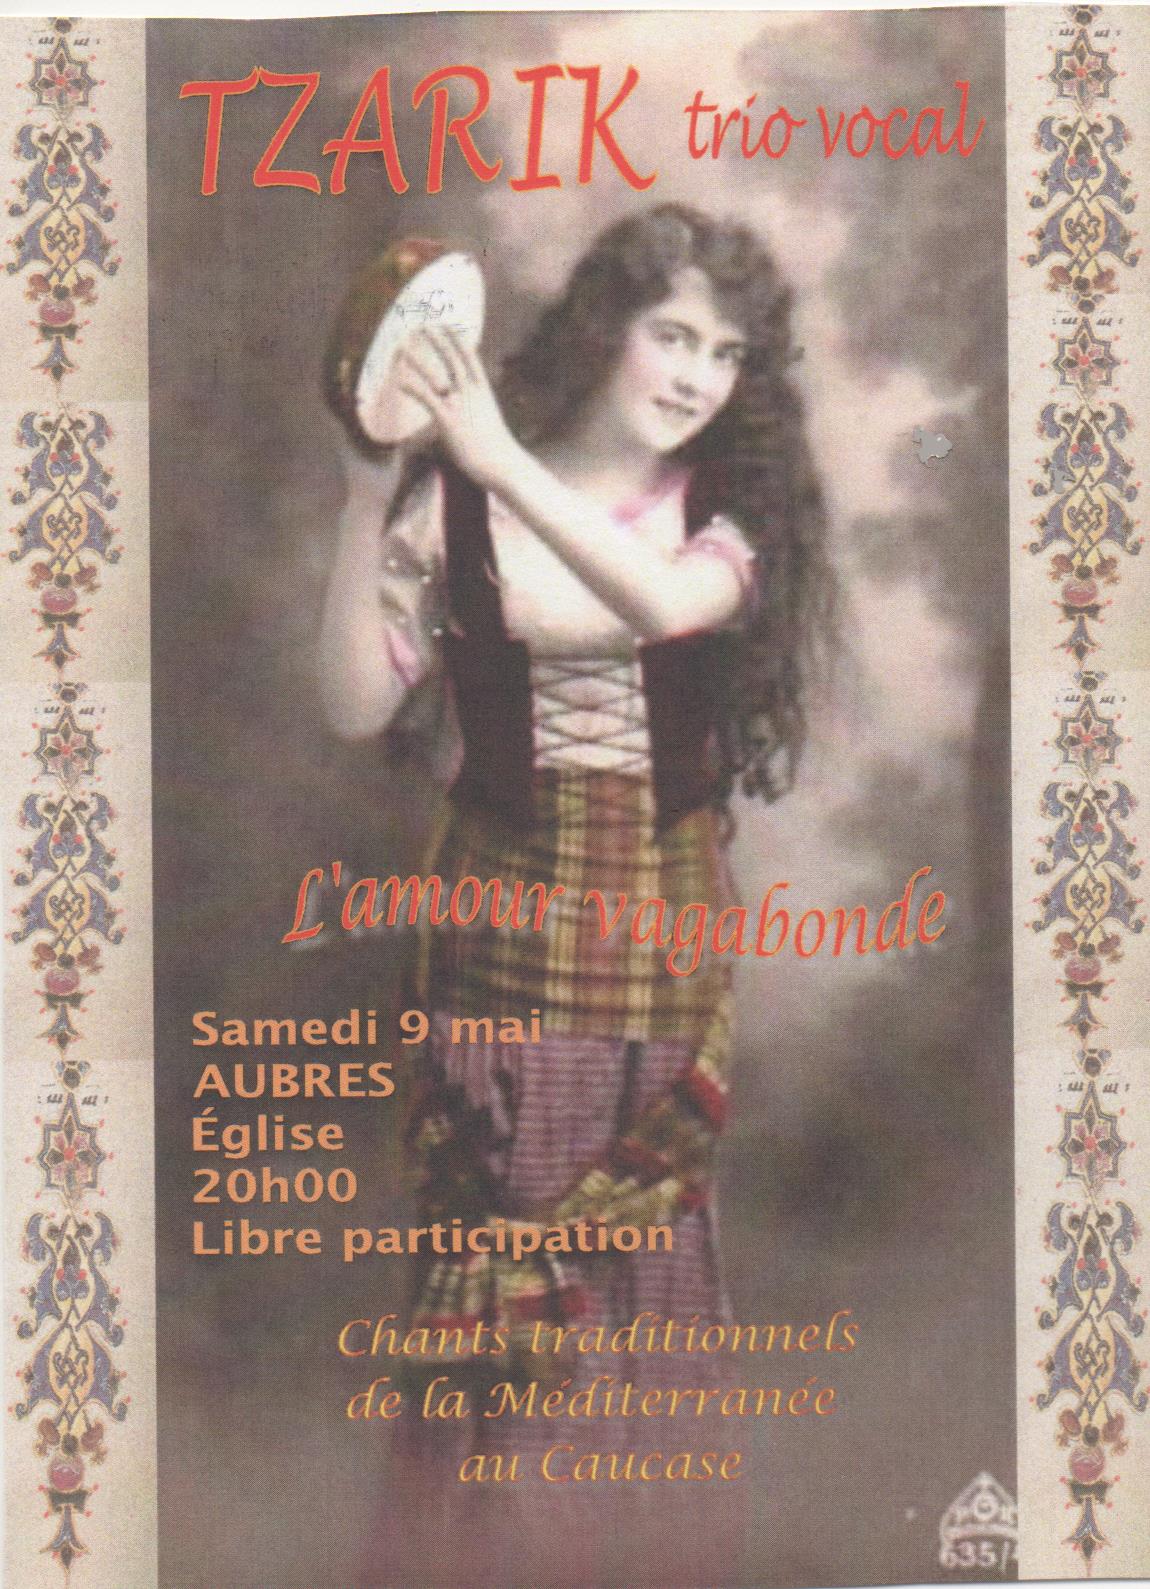 TZARIK trio vocal
L'amour vagabonde
Samedi 9 mai
AUBRES
Église
20h00
Libre participation
Chants traditionnels
de la Méditerranée
au Caucase
635/